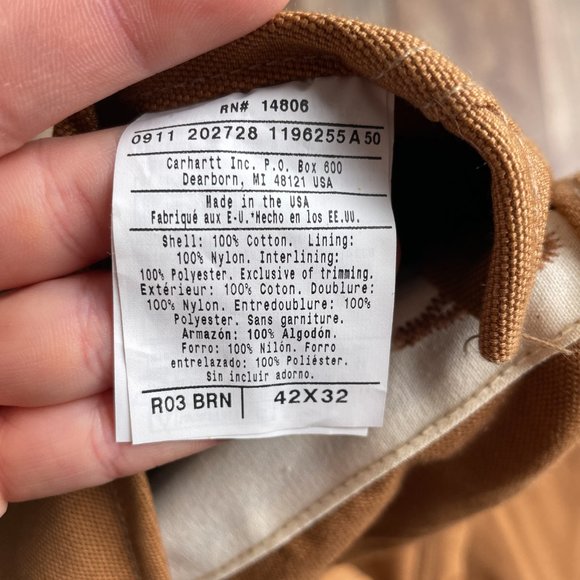 RN# 14806
0911 202728 1196255 A 50
Carhartt Inc. P.O. Box 600
Dearborn, MI 48121 USA
Made in the USA
Fabriqué aux E-U.*Hecho en los EE.UU.
Shell: 100% Cotton. Lining:
100% Nylon. Interlining:
100% Polyester. Exclusive of trimming.
Extérieur: 100% Coton. Doublure:
100% Nylon. Entredoublure: 100%
Polyester. Sans garniture.
Armazón: 100% Algodón.
Forro: 100% Nilón. Forro
entrelazado: 100% Poliéster.
Sin incluir adorno.
R03 BRN 42X32